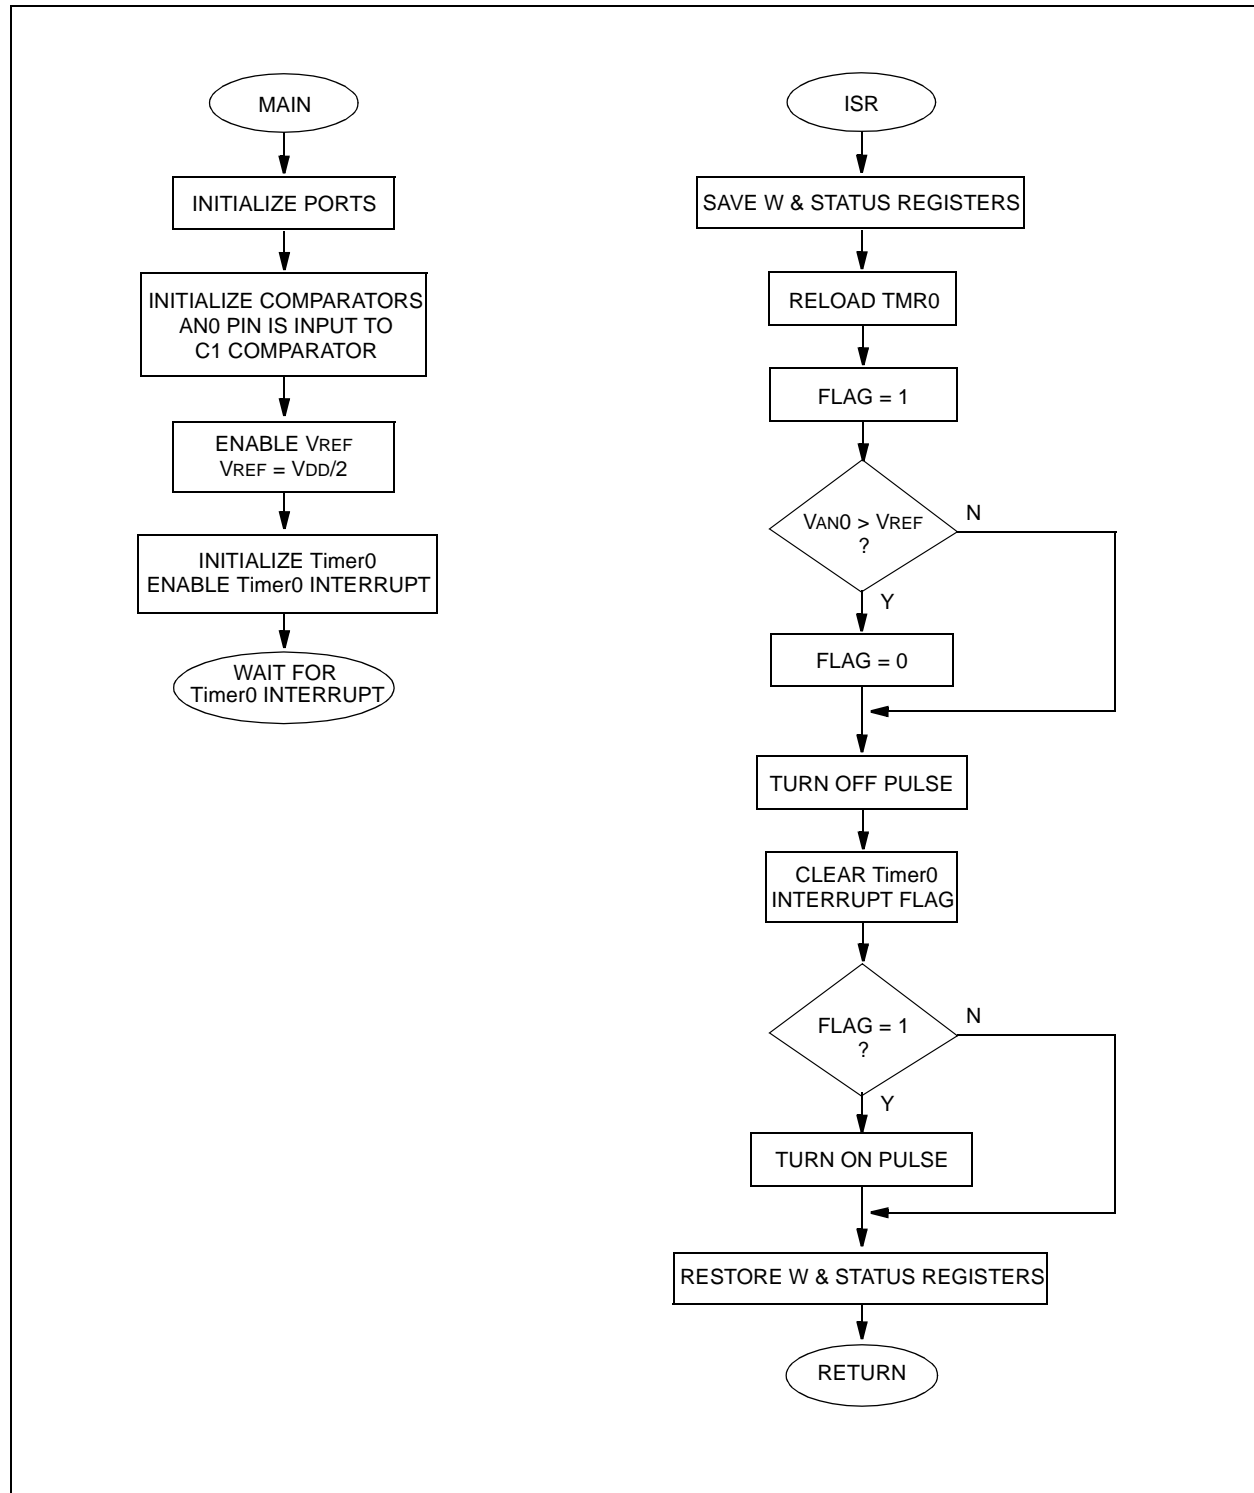 MAIN
INITIALIZE PORTS
INITIALIZE COMPARATORS
AN0 PIN IS INPUT TO
C1 COMPARATOR
ENABLE VREF
VREF = VDD/2
INITIALIZE Timer0
ENABLE Timer0 INTERRUPT
WAIT FOR
Timer0 INTERRUPT
ISR
SAVE W & STATUS REGISTERS
RELOAD TMR0
FLAG = 1
VAN0 > VREF
?
N
Y
FLAG = 0
TURN OFF PULSE
CLEAR Timer0
INTERRUPT FLAG
FLAG = 1
?
N
Y
TURN ON PULSE
RESTORE W & STATUS REGISTERS
RETURN